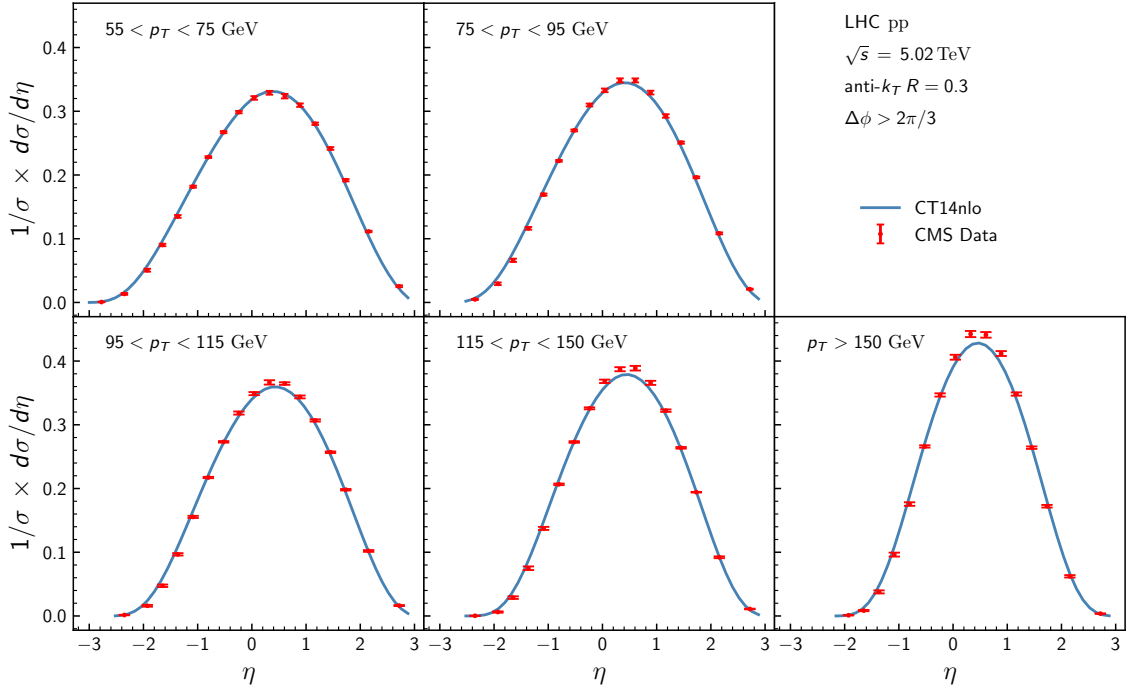 55 < p_T < 75 GeV
75 < p_T < 95 GeV
LHC pp
√s = 5.02 TeV
anti-k_T R = 0.3
Δϕ > 2π/3
CT14nlo
CMS Data
1/σ × dσ/dη
0.4
0.3
0.2
0.1
0.0
95 < p_T < 115 GeV
115 < p_T < 150 GeV
p_T > 150 GeV
1/σ × dσ/dη
0.4
0.3
0.2
0.1
0.0
−3 −2 −1 0 1 2 3
−3 −2 −1 0 1 2 3
−3 −2 −1 0 1 2 3
η
η
η